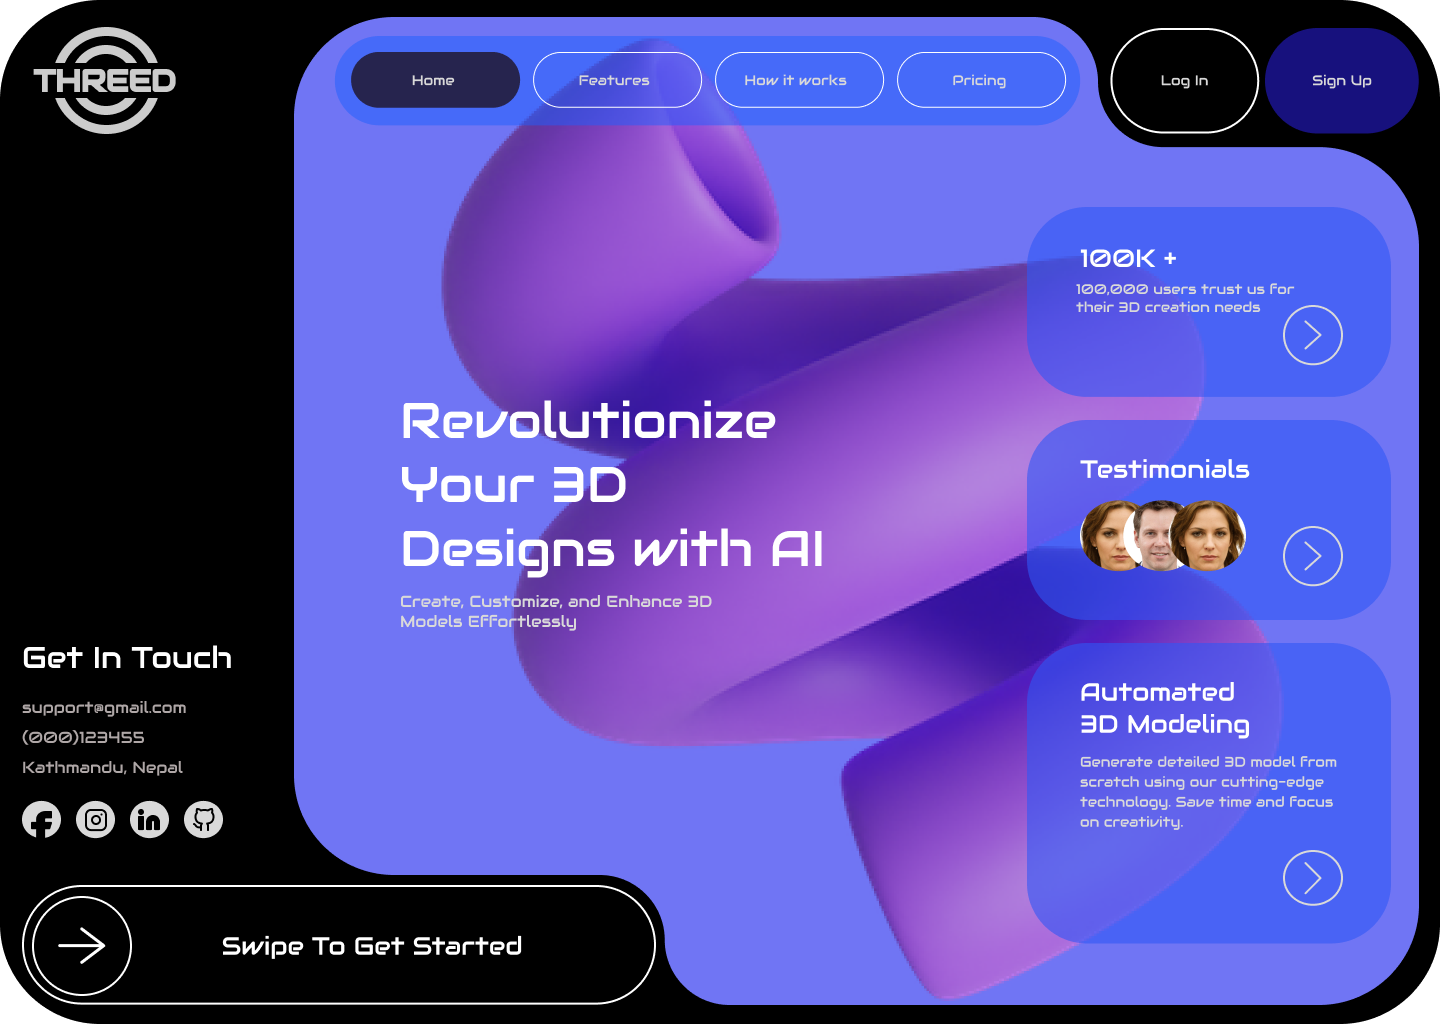 THREED
Home
Features
How it works
Pricing
Log In
Sign Up
100K +
100,000 users trust us for
their 3D creation needs
Revolutionize
Your 3D
Designs with AI
Create, Customize, and Enhance 3D
Models Effortlessly
Testimonials
Automated
3D Modeling
Generate detailed 3D model from
scratch using our cutting-edge
technology. Save time and focus
on creativity.
Get In Touch
support@gmail.com
(000)123455
Kathmandu, Nepal
Swipe To Get Started